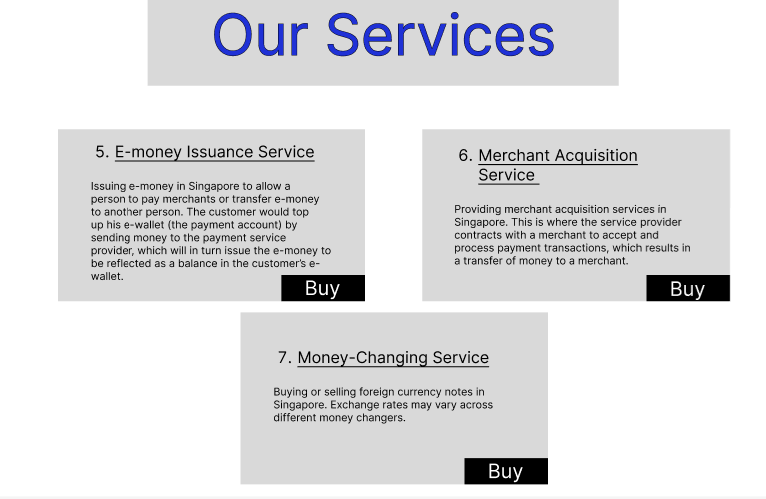 Our Services
5. E-money Issuance Service
Issuing e-money in Singapore to allow a
person to pay merchants or transfer e-money
to another person. The customer would top
up his e-wallet (the payment account) by
sending money to the payment service
provider, which will in turn issue the e-money to
be reflected as a balance in the customer’s e-
wallet.
Buy
6. Merchant Acquisition
Service
Providing merchant acquisition services in
Singapore. This is where the service provider
contracts with a merchant to accept and
process payment transactions, which results in
a transfer of money to a merchant.
Buy
7. Money-Changing Service
Buying or selling foreign currency notes in
Singapore. Exchange rates may vary across
different money changers.
Buy